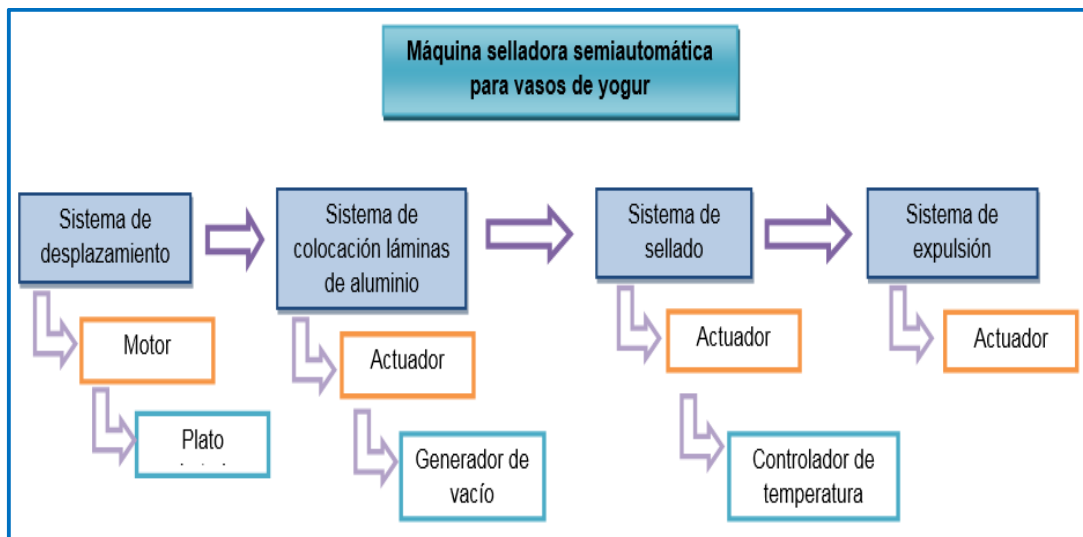 Máquina selladora semiautomática
para vasos de yogur
Sistema de
desplazamiento
Sistema de
colocación láminas
de aluminio
Sistema de
sellado
Sistema de
expulsión
Motor
Actuador
Actuador
Actuador
Plato
Generador de
vacío
Controlador de
temperatura